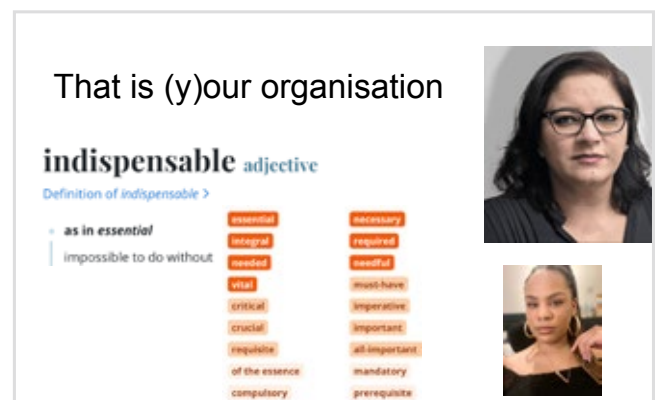 That is (y)our organisation
indispensable adjective
Definition of indispensable >
as in essential
impossible to do without
essential necessary
integral required
needed needful
vital must-have
critical imperative
crucial important
requisite all-important
of the essence mandatory
compulsory prerequisite